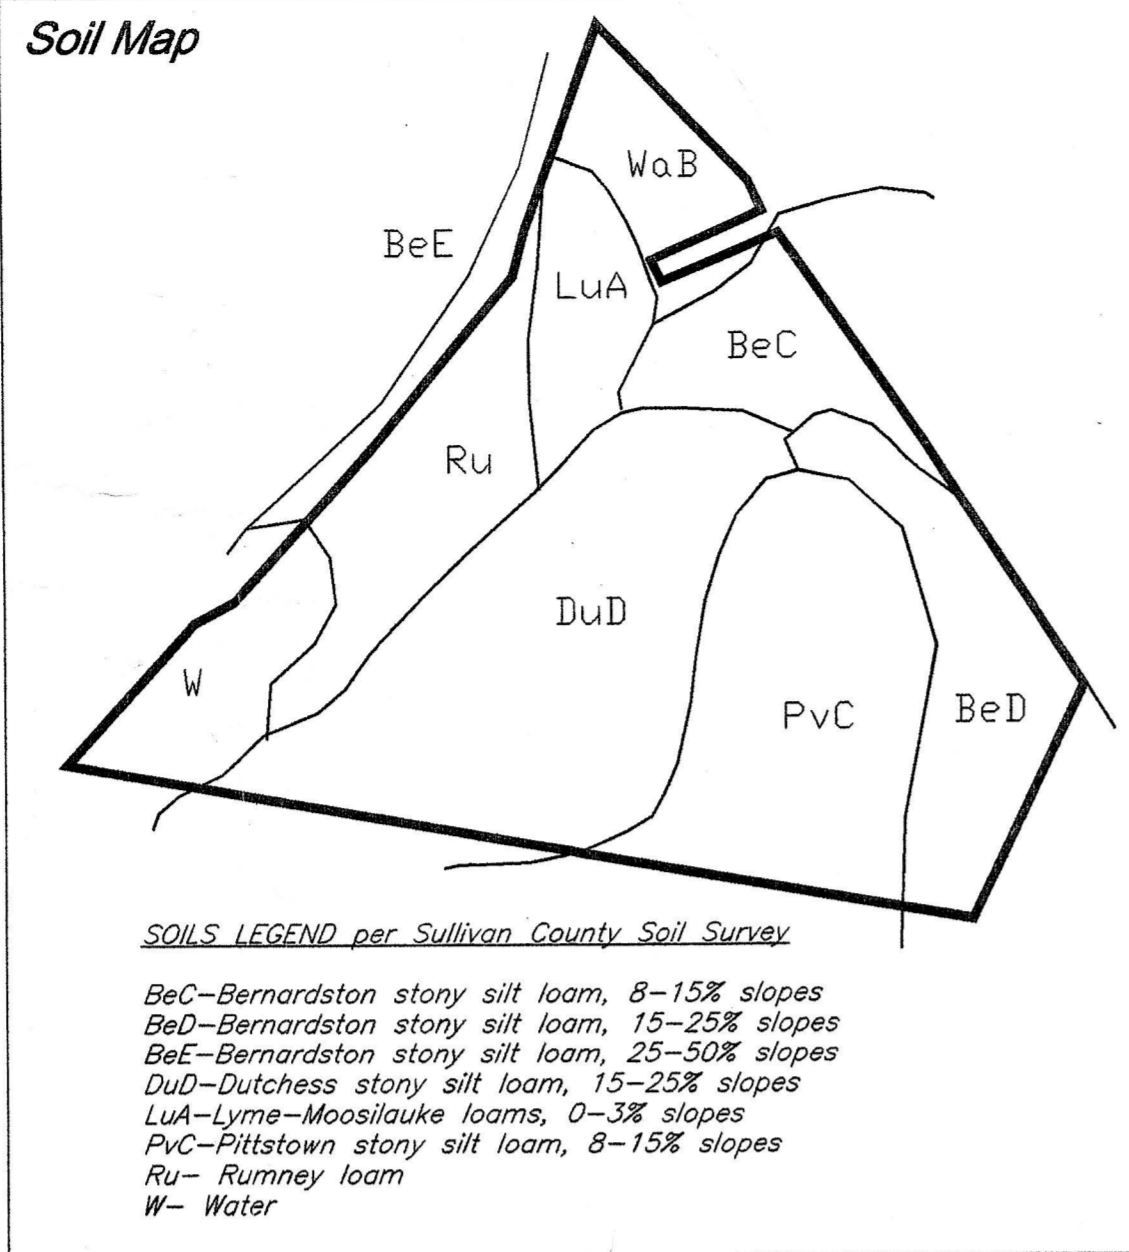 Soil Map
WaB
BeE
LuA
BeC
Ru
DuD
W
PvC
BeD
SOILS LEGEND per Sullivan County Soil Survey
BeC-Bernardston stony silt loam, 8-15% slopes
BeD-Bernardston stony silt loam, 15-25% slopes
BeE-Bernardston stony silt loam, 25-50% slopes
DuD-Dutchess stony silt loam, 15-25% slopes
LuA-Lyme-Moosilauke loams, 0-3% slopes
PvC-Pittstown stony silt loam, 8-15% slopes
Ru- Rumney loam
W- Water